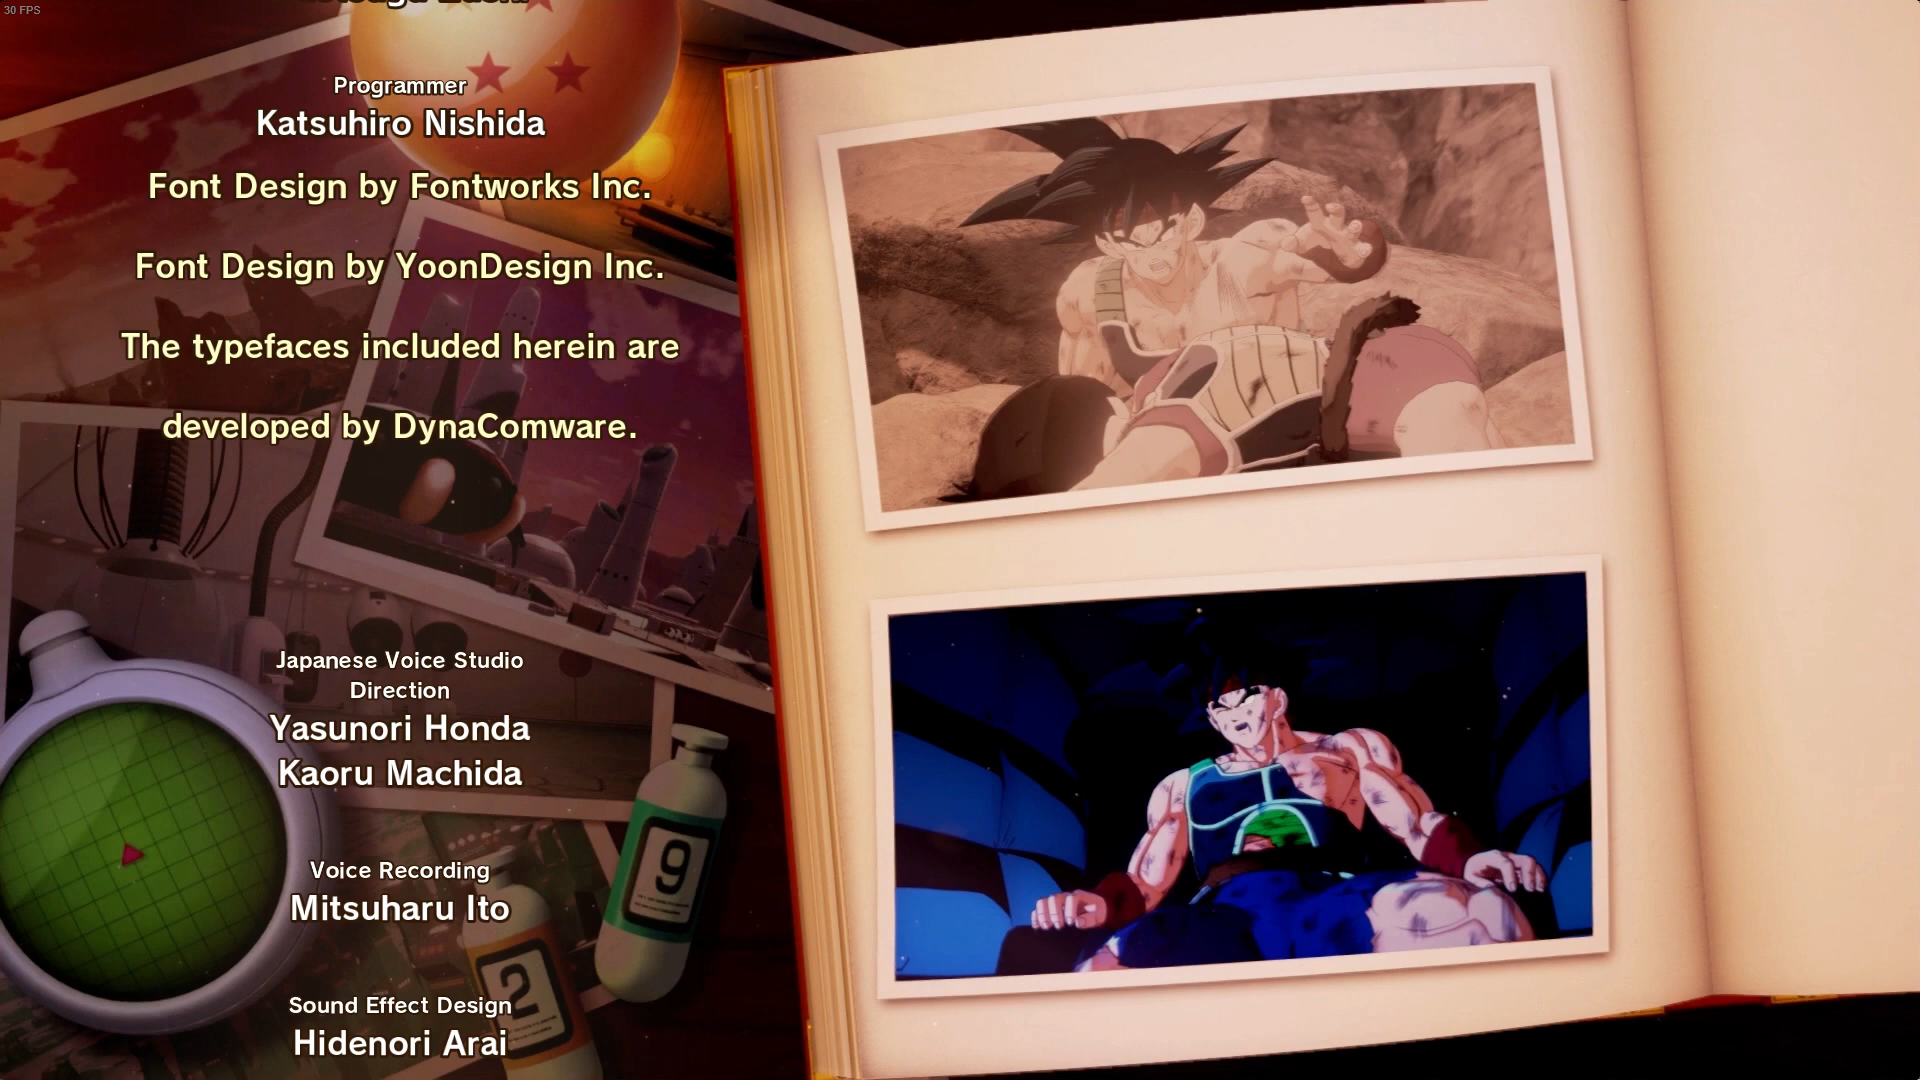 30 FPS
Programmer
Katsuhiro Nishida
Font Design by Fontworks Inc.
Font Design by YoonDesign Inc.
The typefaces included herein are
developed by DynaComware.
Japanese Voice Studio
Direction
Yasunori Honda
Kaoru Machida
Voice Recording
Mitsuharu Ito
9
2
Sound Effect Design
Hidenori Arai